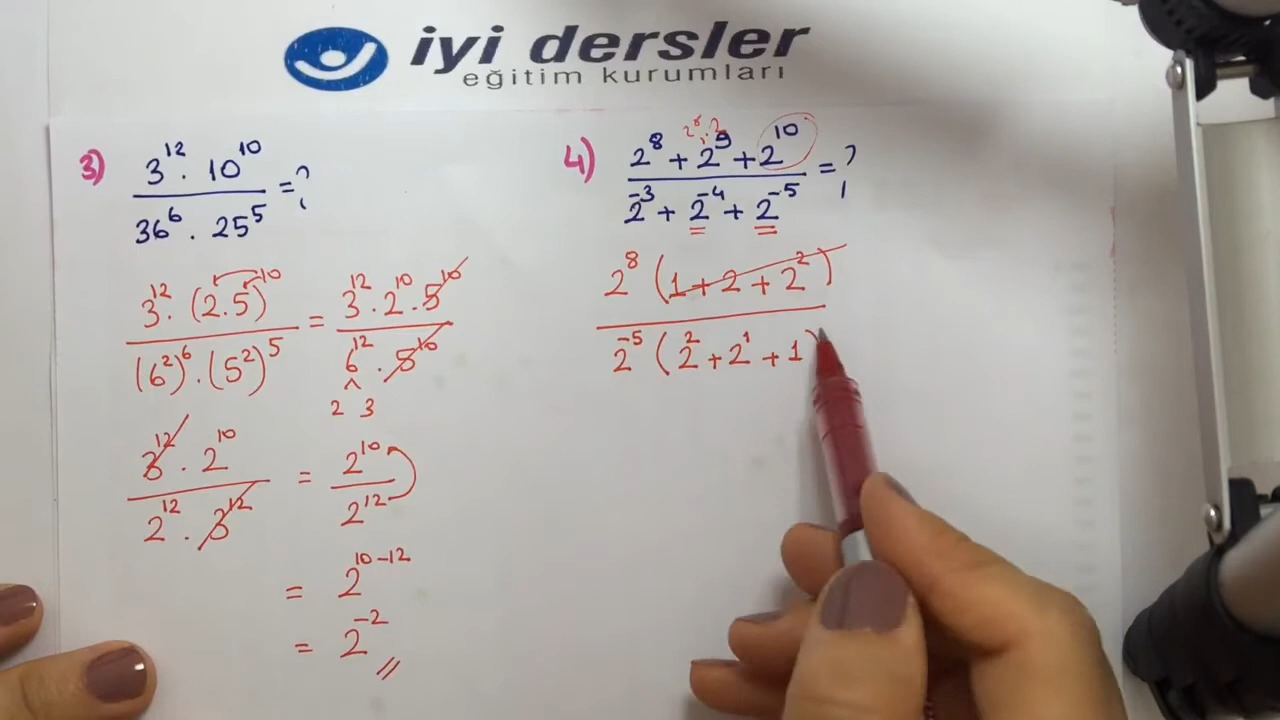 iyi dersler
eğitim kurumları
3) 3^12 . 10^10 / 36^6 . 25^5 = ?
3^12 . (2.5)^10 / (6^2)^6 . (5^2)^5 = 3^12 . 2^10 . 5^10 / 6^12 . 5^10
2 3
3^12 . 2^10 / 2^12 . 3^12 = 2^10 / 2^12
= 2^10-12
= 2^-2 //
4) 2^8 + 2^9 + 2^10 / 2^-3 + 2^-4 + 2^-5 = ?
2^8 . 2
2^8 (1 + 2 + 2^2) / 2^-5 (2^2 + 2^1 + 1)